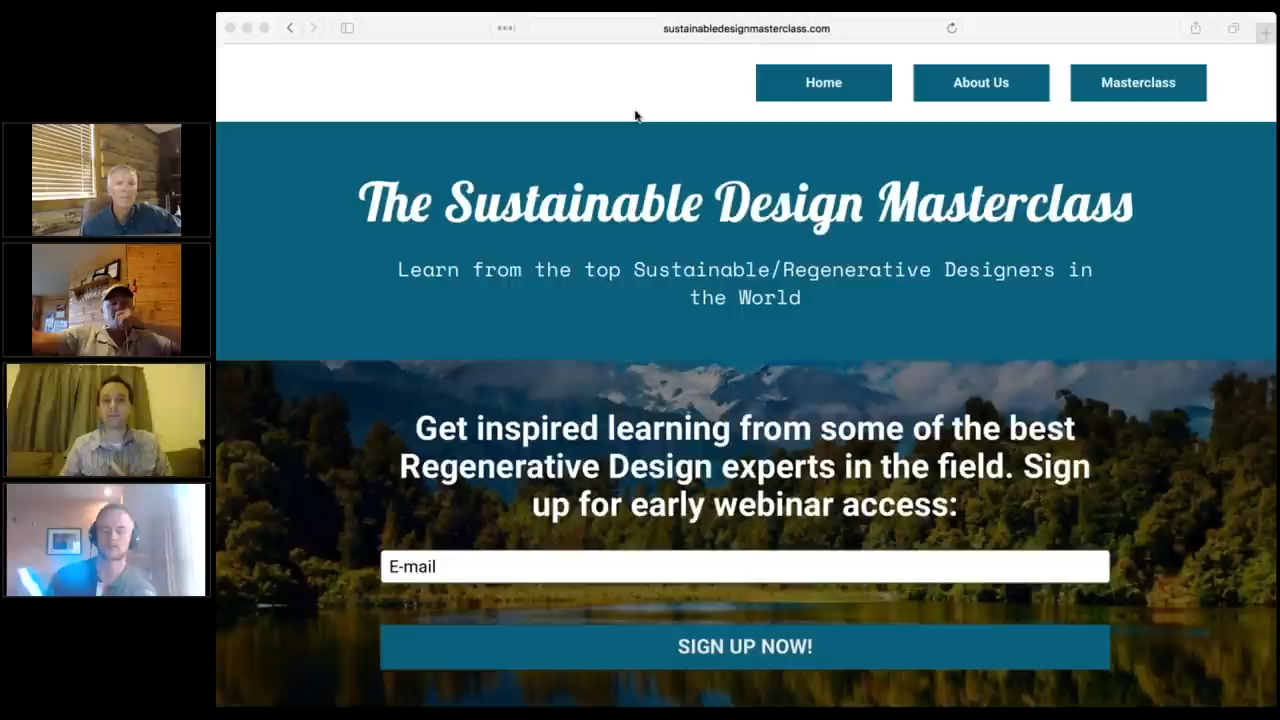 sustainabledesignmasterclass.com
Home
About Us
Masterclass
The Sustainable Design Masterclass
Learn from the top Sustainable/Regenerative Designers in
the World
Get inspired learning from some of the best
Regenerative Design experts in the field. Sign
up for early webinar access:
E-mail
SIGN UP NOW!